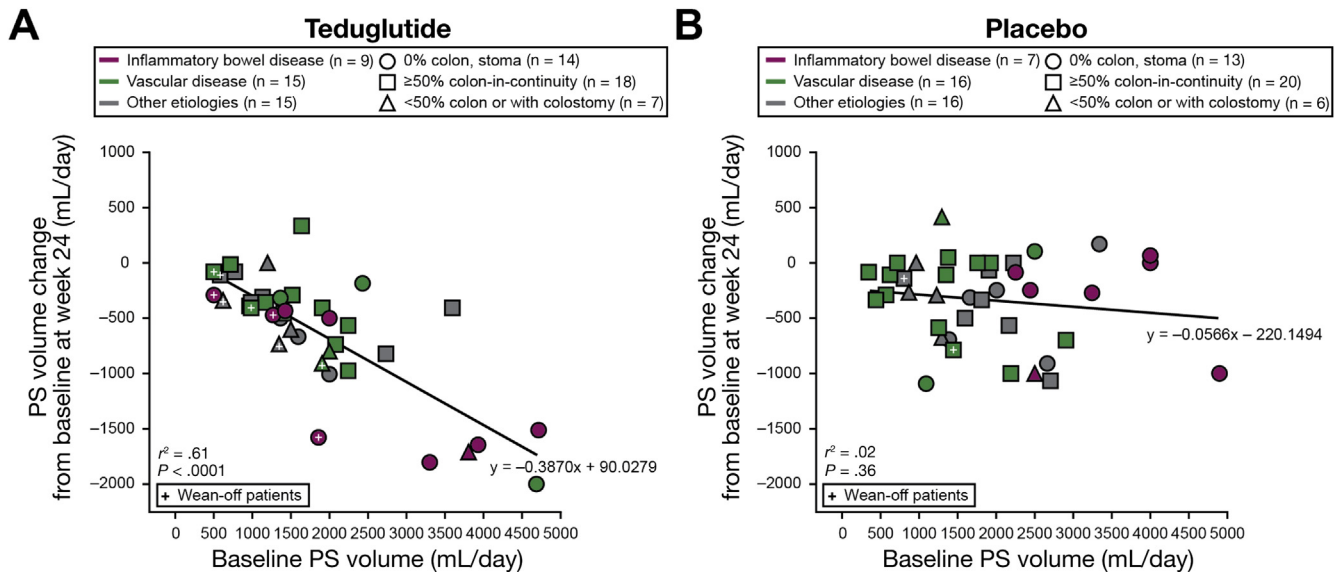 A
Teduglutide
Inflammatory bowel disease (n = 9)
0% colon, stoma (n = 14)
Vascular disease (n = 15)
≥50% colon-in-continuity (n = 18)
Other etiologies (n = 15)
<50% colon or with colostomy (n = 7)
PS volume change
from baseline at week 24 (mL/day)
1000
500
0
–500
–1000
–1500
–2000
r² = .61
P < .0001
+ Wean-off patients
y = –0.3870x + 90.0279
0 500 1000 1500 2000 2500 3000 3500 4000 4500 5000
Baseline PS volume (mL/day)
B
Placebo
Inflammatory bowel disease (n = 7)
0% colon, stoma (n = 13)
Vascular disease (n = 16)
≥50% colon-in-continuity (n = 20)
Other etiologies (n = 16)
<50% colon or with colostomy (n = 6)
PS volume change
from baseline at week 24 (mL/day)
1000
500
0
–500
–1000
–1500
–2000
y = –0.0566x – 220.1494
r² = .02
P = .36
+ Wean-off patients
0 500 1000 1500 2000 2500 3000 3500 4000 4500 5000
Baseline PS volume (mL/day)